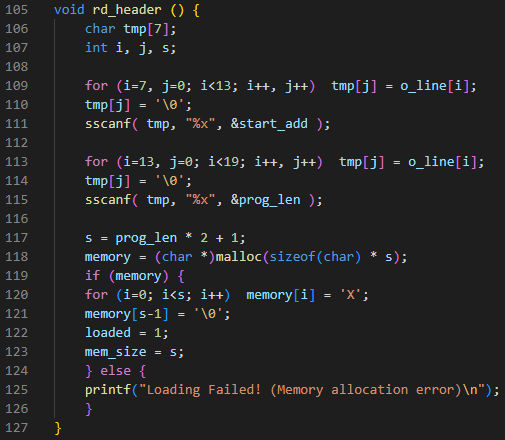 105 void rd_header () {
106     char tmp[7];
107     int i, j, s;
108
109     for (i=7, j=0; i<13; i++, j++)  tmp[j] = o_line[i];
110     tmp[j] = '\0';
111     sscanf( tmp, "%x", &start_add );
112
113     for (i=13, j=0; i<19; i++, j++)  tmp[j] = o_line[i];
114     tmp[j] = '\0';
115     sscanf( tmp, "%x", &prog_len );
116
117     s = prog_len * 2 + 1;
118     memory = (char *)malloc(sizeof(char) * s);
119     if (memory) {
120     for (i=0; i<s; i++)  memory[i] = 'X';
121     memory[s-1] = '\0';
122     loaded = 1;
123     mem_size = s;
124     } else {
125     printf("Loading Failed! (Memory allocation error)\n");
126     }
127 }